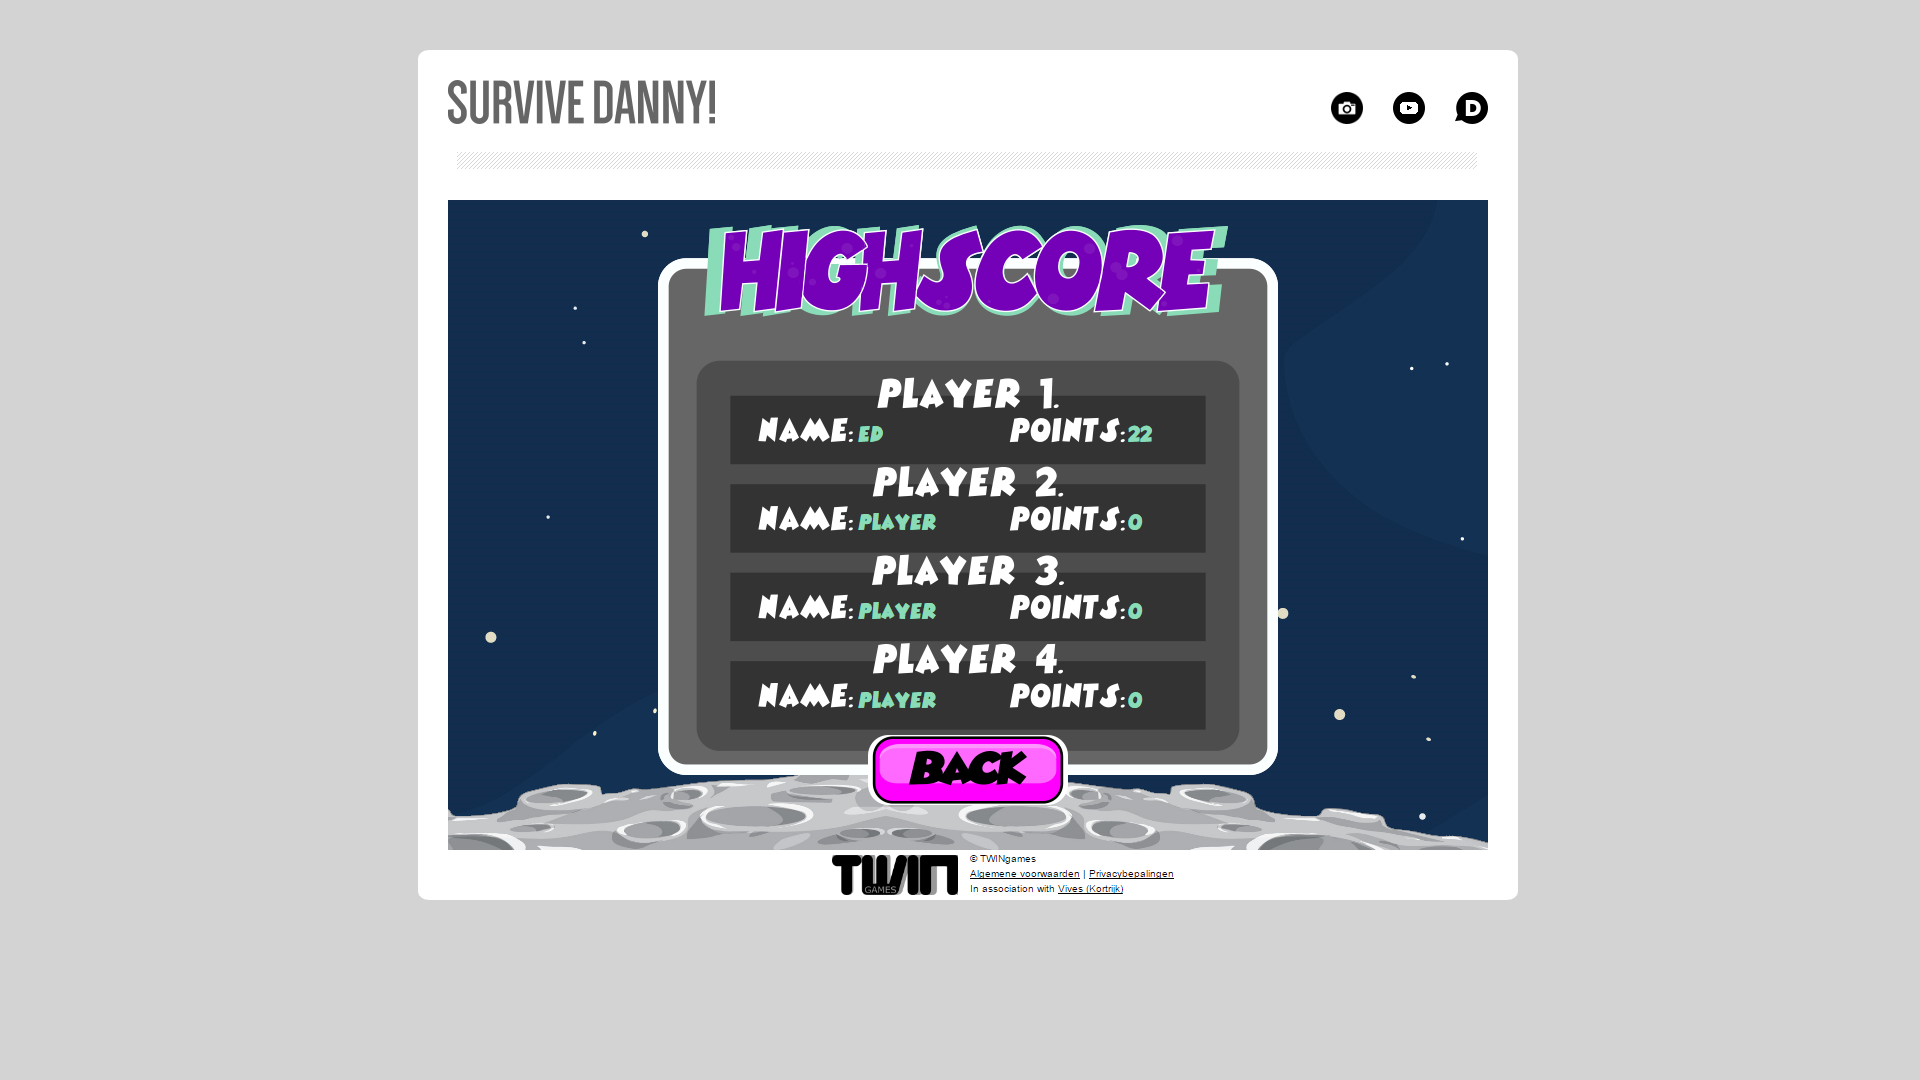 SURVIVE DANNY!
D
HIGHSCORE
PLAYER 1.
NAME: ED POINTS: 22
PLAYER 2.
NAME: PLAYER POINTS: 0
PLAYER 3.
NAME: PLAYER POINTS: 0
PLAYER 4.
NAME: PLAYER POINTS: 0
BACK
TWIN
GAMES
© TWINgames
Algemene voorwaarden | Privacybepalingen
In association with Vives (Kortrijk)